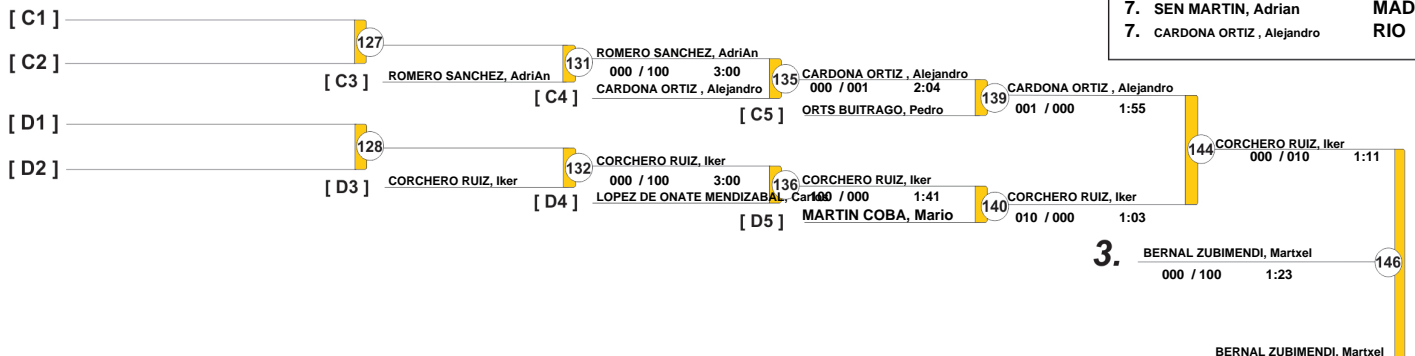 7. SEN MARTIN, Adrian MAD
7. CARDONA ORTIZ , Alejandro RIO
[ C1 ]
127
[ C2 ]
[ C3 ] ROMERO SANCHEZ, AdriAn
131
ROMERO SANCHEZ, AdriAn
000 / 100 3:00
[ C4 ] CARDONA ORTIZ , Alejandro
135
CARDONA ORTIZ , Alejandro
000 / 001 2:04
[ C5 ] ORTS BUITRAGO, Pedro
139
CARDONA ORTIZ , Alejandro
001 / 000 1:55
[ D1 ]
128
[ D2 ]
[ D3 ] CORCHERO RUIZ, Iker
132
CORCHERO RUIZ, Iker
000 / 100 3:00
[ D4 ] LOPEZ DE ONATE MENDIZABAL, Carlos
136
CORCHERO RUIZ, Iker
100 / 000 1:41
[ D5 ] MARTIN COBA, Mario
140
CORCHERO RUIZ, Iker
010 / 000 1:03
144
CORCHERO RUIZ, Iker
000 / 010 1:11
3. BERNAL ZUBIMENDI, Martxel
000 / 100 1:23
146
BERNAL ZUBIMENDI, Martxel